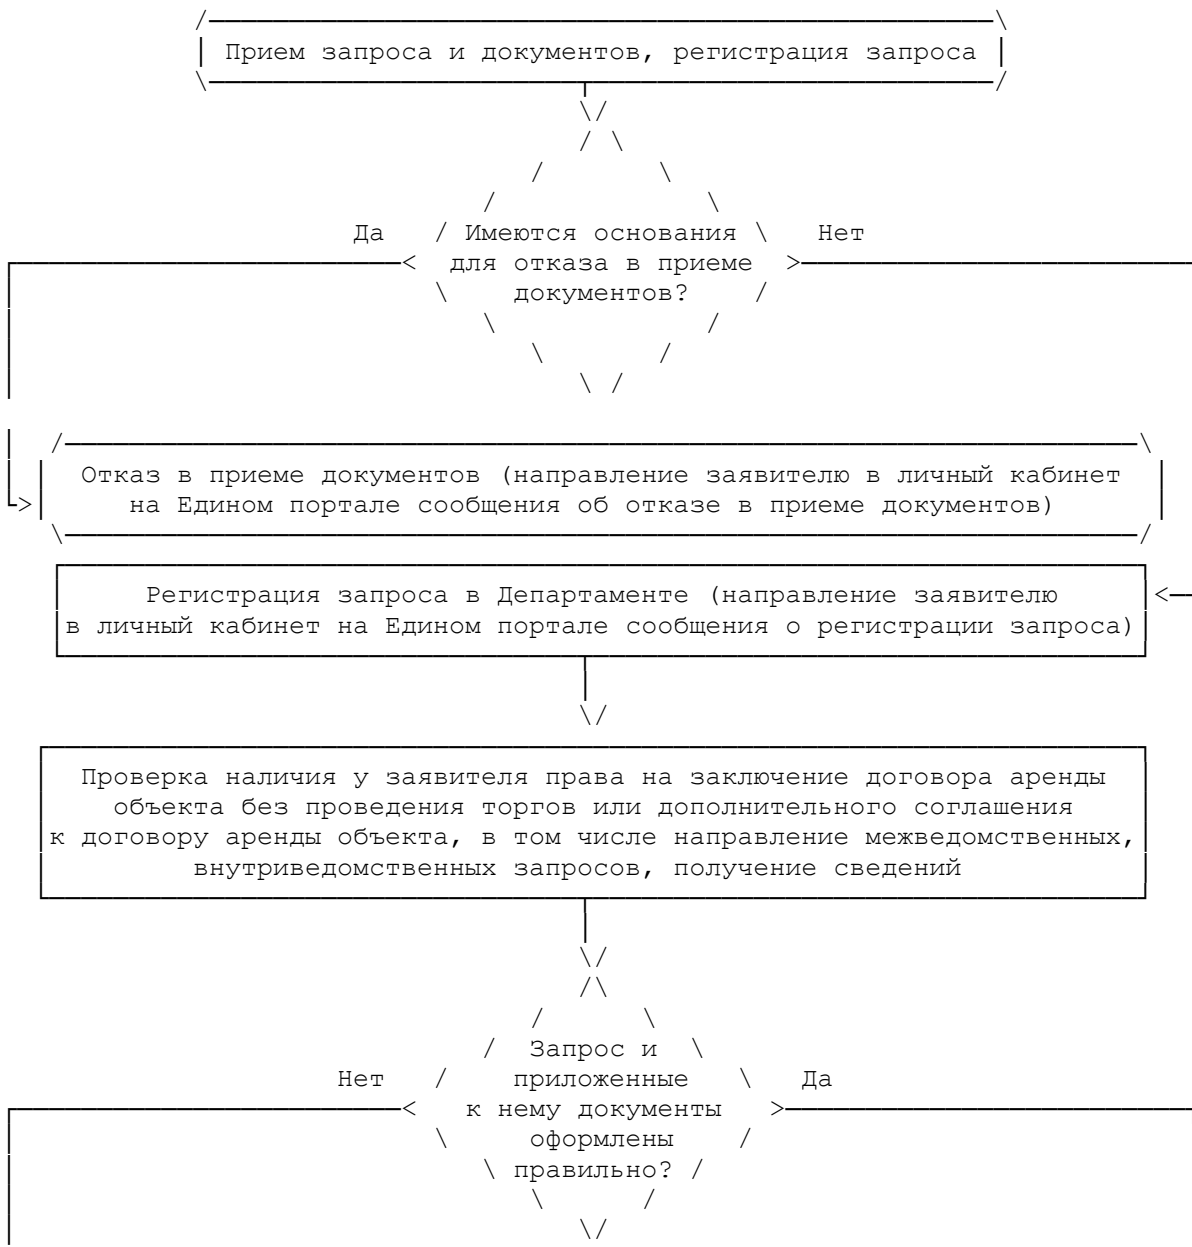 Прием запроса и документов, регистрация запроса
Да
Имеются основания
Нет
для отказа в приеме
документов?
Отказ в приеме документов (направление заявителю в личный кабинет
на Едином портале сообщения об отказе в приеме документов)
Регистрация запроса в Департаменте (направление заявителю
в личный кабинет на Едином портале сообщения о регистрации запроса)
Проверка наличия у заявителя права на заключение договора аренды
объекта без проведения торгов или дополнительного соглашения
к договору аренды объекта, в том числе направление межведомственных,
внутриведомственных запросов, получение сведений
Запрос и
Нет
приложенные
Да
к нему документы
оформлены
правильно?